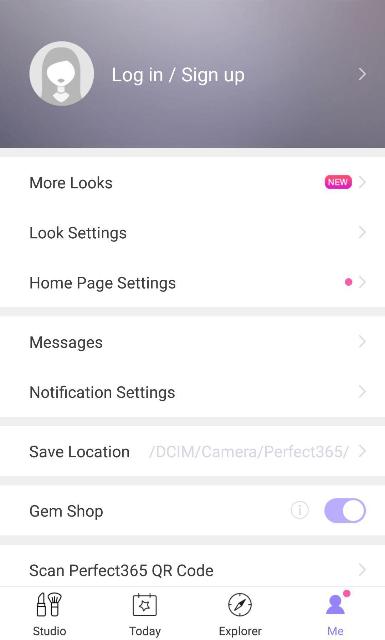 Log in / Sign up
More Looks NEW
Look Settings
Home Page Settings
Messages
Notification Settings
Save Location /DCIM/Camera/Perfect365/
Gem Shop
Scan Perfect365 QR Code
Studio Today Explorer Me